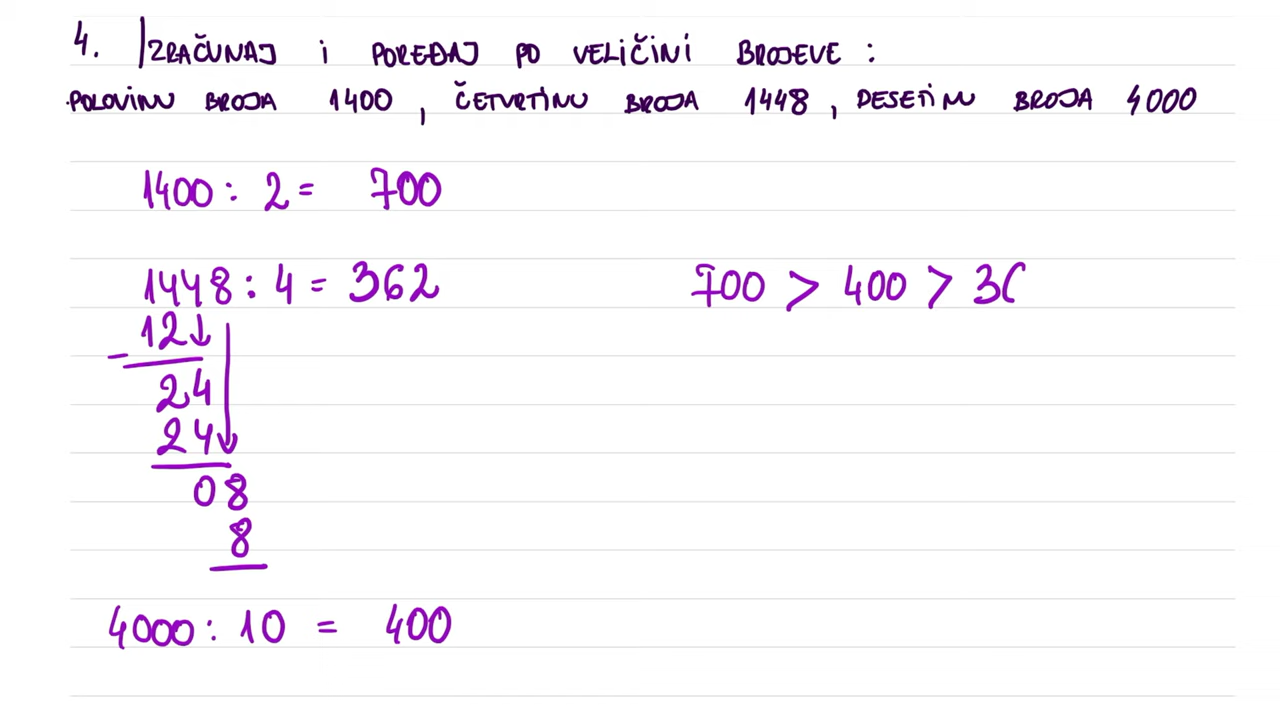 4. IZRAČUNAJ I POREĐAJ PO VELIČINI BROJEVE :
POLOVINU BROJA 1400 , ČETVRTINU BROJA 1448 , DESETINU BROJA 4000
1400 : 2 = 700
1448 : 4 = 362
700 > 400 > 3
- 12↓
24
24↓
08
8
4000 : 10 = 400